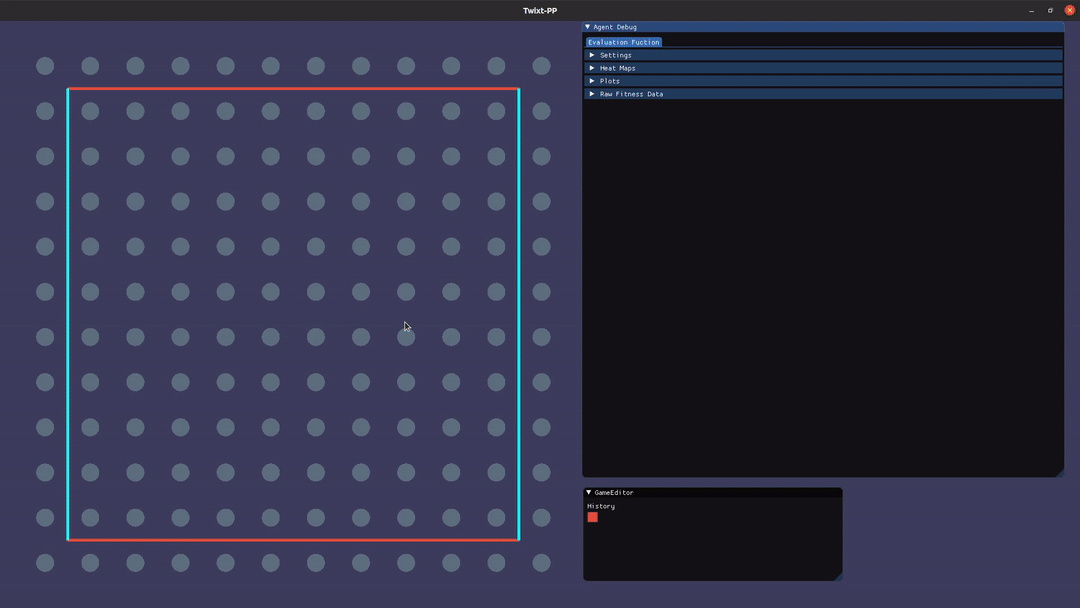 Twixt-PP
Agent Debug
Evaluation Fuction
Settings
Heat Maps
Plots
Raw Fitness Data
GameEditor
History